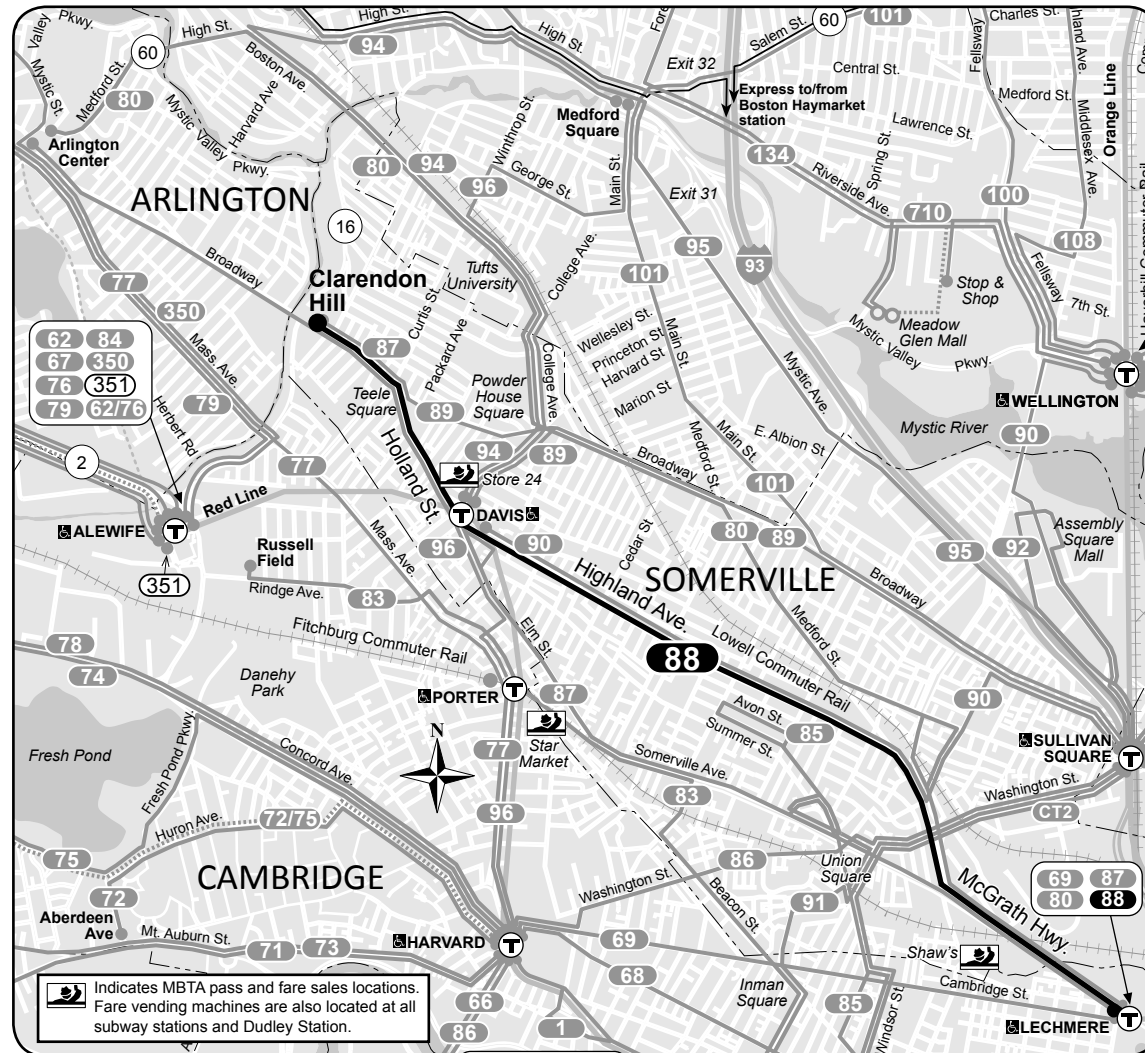 Valley
Pkwy.
Mystic St.
Medford St.
60
80
High St.
Harvard Ave
Boston Ave.
High St.
94
High St.
Exit 32
Salem St.
60
101
Central St.
Fellsway
Charles St.
Medford St.
Middlesex Ave.
Orange Line
Arlington
Center
Mystic Valley
Pkwy.
ARLINGTON
16
80
94
Winthrop St.
96
George St.
Medford
Square
Main St.
Express to/from
Boston Haymarket
station
134
Lawrence St.
Spring St.
Riverside Ave.
100
710
108
Exit 31
95
93
Broadway
77
350
Clarendon
Hill
Tufts
University
College Ave.
101
Curtis St.
Packard Ave
87
Wellesley St.
Princeton St
Harvard St
Marion St
Main St.
Stop &
Shop
Meadow
Glen Mall
Mystic Valley
Pkwy.
Fellsway
7th St.
62 84
67 350
76 351
79 62/76
Mass. Ave.
Herbert Rd
79
Teele
Square
89
Powder
House
Square
College Ave.
Mystic Ave.
T
WELLINGTON
Mystic River
90
2
77
Holland St.
94
Store 24
89
Broadway
Medford St.
Main St.
E. Albion St
101
Red Line
ALEWIFE
T
351
Mass. Ave.
96
T
DAVIS
90
Cedar St
80
89
95
92
Assembly
Square
Mall
Russell
Field
Rindge Ave.
83
Highland Ave.
SOMERVILLE
Broadway
Medford St.
Fitchburg Commuter Rail
Elm St.
88
Lowell Commuter Rail
78
74
Danehy
Park
PORTER
T
87
90
Avon St.
85
Summer St.
Fresh Pond
Fresh Pond Pkwy.
Concord Ave.
N
77
Star
Market
Somerville Ave.
83
SULLIVAN
SQUARE
T
Washington St.
CT2
Huron Ave.
72/75
96
75
CAMBRIDGE
72
Aberdeen
Ave
86
Washington St.
Union
Square
Beacon St.
91
McGrath Hwy.
69 87
80 88
Mt. Auburn St.
71
73
HARVARD
T
69
68
Shaw's
Cambridge St.
Inman
Square
85
Windsor St.
66
86
1
LECHMERE
T
Indicates MBTA pass and fare sales locations.
Fare vending machines are also located at all
subway stations and Dudley Station.